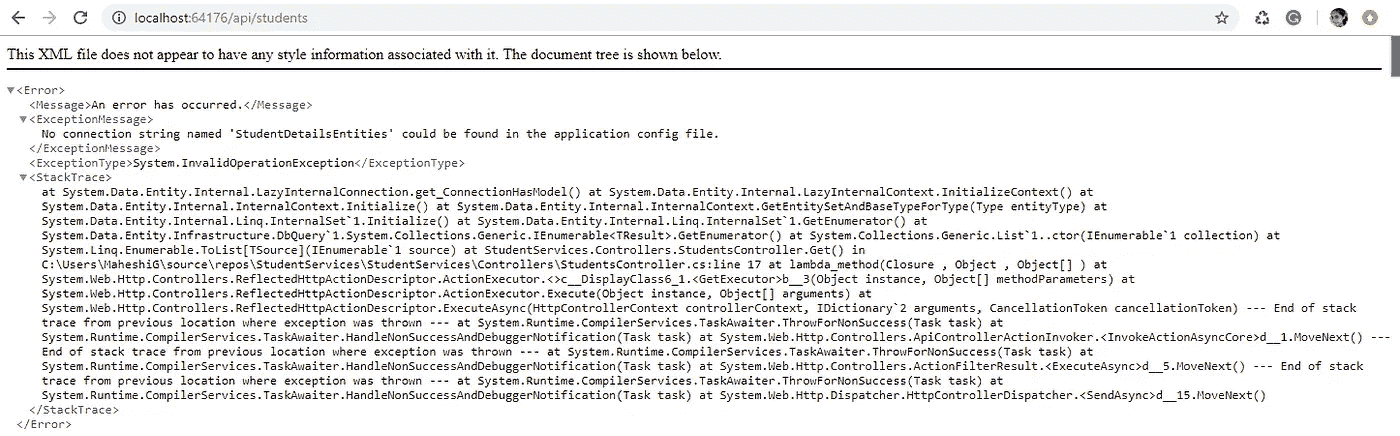 localhost:64176/api/students
This XML file does not appear to have any style information associated with it. The document tree is shown below.
▼<Error>
<Message>An error has occurred.</Message>
▼<ExceptionMessage>
No connection string named 'StudentDetailsEntities' could be found in the application config file.
</ExceptionMessage>
<ExceptionType>System.InvalidOperationException</ExceptionType>
▼<StackTrace>
at System.Data.Entity.Internal.LazyInternalConnection.get_ConnectionHasModel() at System.Data.Entity.Internal.LazyInternalContext.InitializeContext() at
System.Data.Entity.Internal.InternalContext.Initialize() at System.Data.Entity.Internal.InternalContext.GetEntitySetAndBaseTypeForType(Type entityType) at
System.Data.Entity.Internal.Linq.InternalSet`1.Initialize() at System.Data.Entity.Internal.Linq.InternalSet`1.GetEnumerator() at
System.Data.Entity.Infrastructure.DbQuery`1.System.Collections.Generic.IEnumerable<TResult>.GetEnumerator() at System.Collections.Generic.List`1..ctor(IEnumerable`1 collection) at
System.Linq.Enumerable.ToList[TSource](IEnumerable`1 source) at StudentServices.Controllers.StudentsController.Get() in
C:\Users\MaheshiG\source\repos\StudentServices\StudentServices\Controllers\StudentsController.cs:line 17 at lambda_method(Closure , Object , Object[] ) at
System.Web.Http.Controllers.ReflectedHttpActionDescriptor.ActionExecutor.<>c__DisplayClass6_1.<GetExecutor>b__3(Object instance, Object[] methodParameters) at
System.Web.Http.Controllers.ReflectedHttpActionDescriptor.ActionExecutor.Execute(Object instance, Object[] arguments) at
System.Web.Http.Controllers.ReflectedHttpActionDescriptor.ExecuteAsync(HttpControllerContext controllerContext, IDictionary`2 arguments, CancellationToken cancellationToken) --- End of stack
trace from previous location where exception was thrown --- at System.Runtime.CompilerServices.TaskAwaiter.ThrowForNonSuccess(Task task) at
System.Runtime.CompilerServices.TaskAwaiter.HandleNonSuccessAndDebuggerNotification(Task task) at System.Web.Http.Controllers.ApiControllerActionInvoker.<InvokeActionAsyncCore>d__1.MoveNext() ---
End of stack trace from previous location where exception was thrown --- at System.Runtime.CompilerServices.TaskAwaiter.ThrowForNonSuccess(Task task) at
System.Runtime.CompilerServices.TaskAwaiter.HandleNonSuccessAndDebuggerNotification(Task task) at System.Web.Http.Controllers.ActionFilterResult.<ExecuteAsync>d__5.MoveNext() --- End of stack
trace from previous location where exception was thrown --- at System.Runtime.CompilerServices.TaskAwaiter.ThrowForNonSuccess(Task task) at
System.Runtime.CompilerServices.TaskAwaiter.HandleNonSuccessAndDebuggerNotification(Task task) at System.Web.Http.Dispatcher.HttpControllerDispatcher.<SendAsync>d__15.MoveNext()
</StackTrace>
</Error>